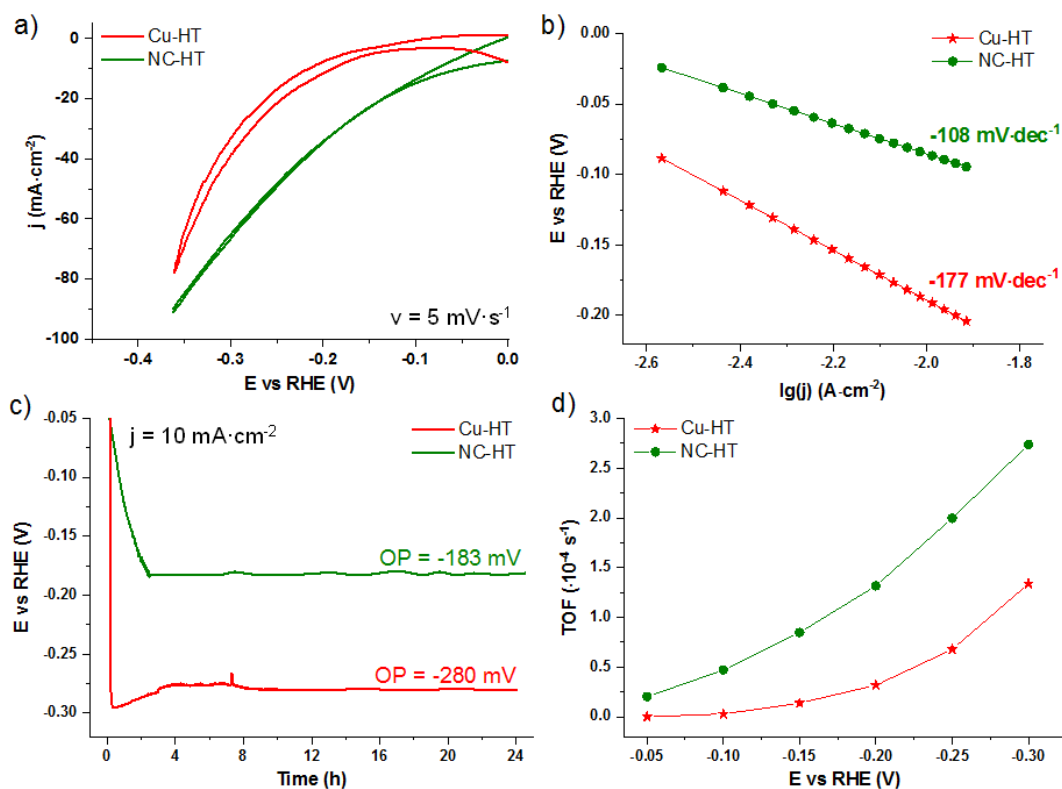 a)
Cu-HT
NC-HT
j (mA·cm-2)
0
-20
-40
-60
-80
-100
ν = 5 mV·s-1
-0.4 -0.3 -0.2 -0.1 0.0
E vs RHE (V)
b)
Cu-HT
NC-HT
E vs RHE (V)
0.00
-0.05
-0.10
-0.15
-0.20
-108 mV·dec-1
-177 mV·dec-1
-2.6 -2.4 -2.2 -2.0 -1.8
lg(j) (A·cm-2)
c)
j = 10 mA·cm-2
Cu-HT
NC-HT
E vs RHE (V)
-0.05
-0.10
-0.15
-0.20
-0.25
-0.30
OP = -183 mV
OP = -280 mV
0 4 8 12 16 20 24
Time (h)
d)
Cu-HT
NC-HT
TOF (·10-4 s-1)
3.0
2.5
2.0
1.5
1.0
0.5
0.0
-0.05 -0.10 -0.15 -0.20 -0.25 -0.30
E vs RHE (V)